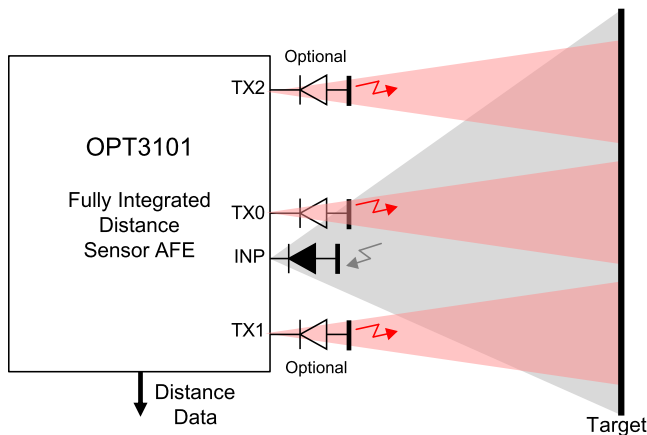 Optional
TX2
OPT3101
Fully Integrated
Distance
Sensor AFE
TX0
INP
TX1
Optional
Distance
Data
Target